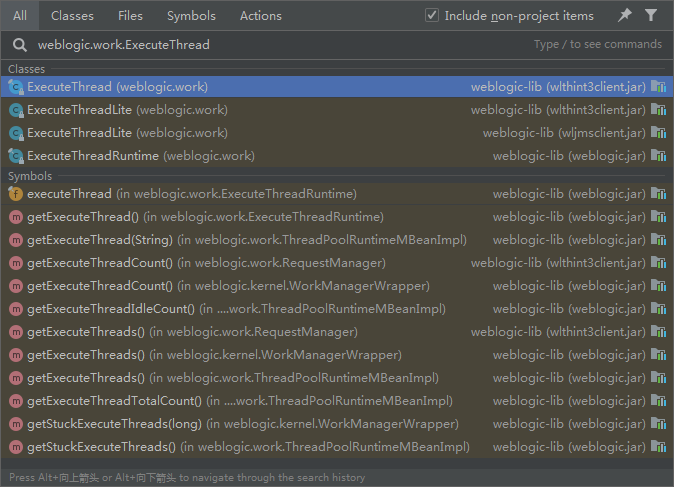 All Classes Files Symbols Actions Include non-project items
weblogic.work.ExecuteThread Type / to see commands
Classes
ExecuteThread (weblogic.work) weblogic-lib (wlthint3client.jar)
ExecuteThreadLite (weblogic.work) weblogic-lib (wlthint3client.jar)
ExecuteThreadLite (weblogic.work) weblogic-lib (wljmsclient.jar)
ExecuteThreadRuntime (weblogic.work) weblogic-lib (weblogic.jar)
Symbols
executeThread (in weblogic.work.ExecuteThreadRuntime) weblogic-lib (weblogic.jar)
getExecuteThread() (in weblogic.work.ExecuteThreadRuntime) weblogic-lib (weblogic.jar)
getExecuteThread(String) (in weblogic.work.ThreadPoolRuntimeMBeanImpl) weblogic-lib (weblogic.jar)
getExecuteThreadCount() (in weblogic.work.RequestManager) weblogic-lib (wlthint3client.jar)
getExecuteThreadCount() (in weblogic.kernel.WorkManagerWrapper) weblogic-lib (weblogic.jar)
getExecuteThreadIdleCount() (in ....work.ThreadPoolRuntimeMBeanImpl) weblogic-lib (weblogic.jar)
getExecuteThreads() (in weblogic.work.RequestManager) weblogic-lib (wlthint3client.jar)
getExecuteThreads() (in weblogic.kernel.WorkManagerWrapper) weblogic-lib (weblogic.jar)
getExecuteThreads() (in weblogic.work.ThreadPoolRuntimeMBeanImpl) weblogic-lib (weblogic.jar)
getExecuteThreadTotalCount() (in ....work.ThreadPoolRuntimeMBeanImpl) weblogic-lib (weblogic.jar)
getStuckExecuteThreads(long) (in weblogic.kernel.WorkManagerWrapper) weblogic-lib (weblogic.jar)
getStuckExecuteThreads() (in weblogic.work.ThreadPoolRuntimeMBeanImpl) weblogic-lib (weblogic.jar)
Press Alt+向上箭头 or Alt+向下箭头 to navigate through the search history